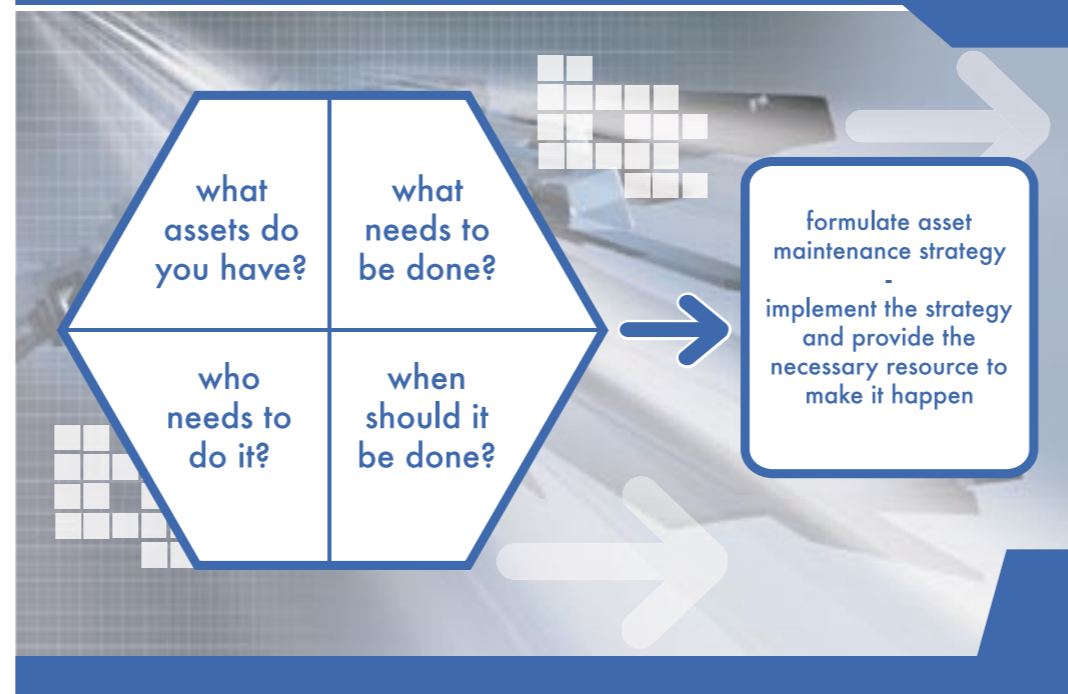 what
assets do
you have?
what
needs to
be done?
who
needs to
do it?
when
should it
be done?
formulate asset
maintenance strategy
-
implement the strategy
and provide the
necessary resource to
make it happen